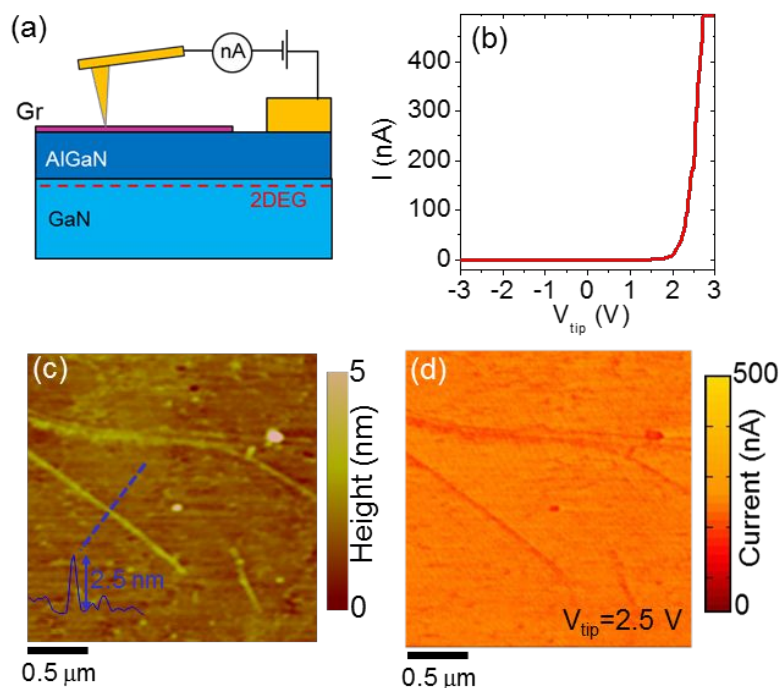 (a)
nA
Gr
AlGaN
2DEG
GaN
(b)
I (nA)
400
300
200
100
0
-3 -2 -1 0 1 2 3
V_tip (V)
(c)
2.5 nm
5
Height (nm)
0
0.5 μm
(d)
V_tip=2.5 V
500
Current (nA)
0
0.5 μm